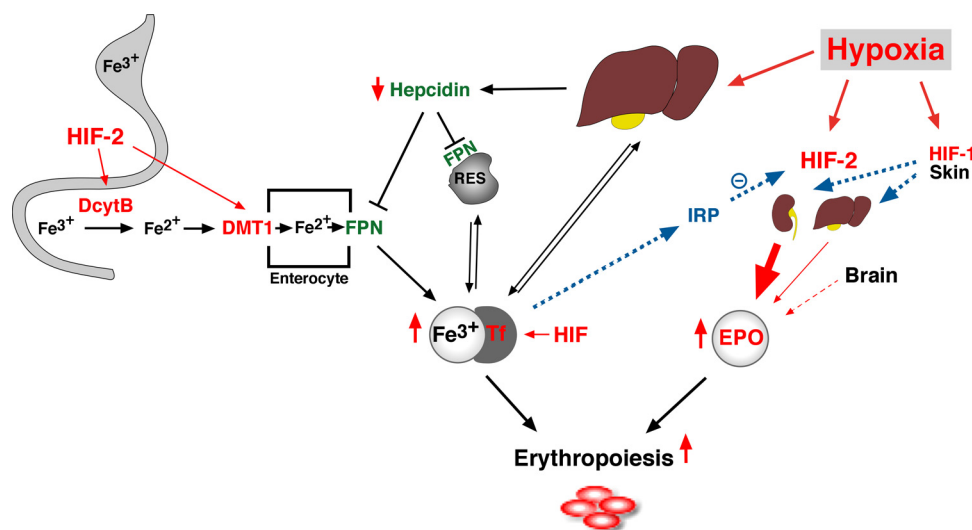 Hypoxia
Fe3+
Hepcidin
HIF-2
FPN
RES
HIF-2
HIF-1
Skin
DcytB
IRP
⊖
Fe3+
Fe2+
DMT1
Fe2+
FPN
Enterocyte
Brain
Fe3+
Tf
HIF
EPO
Erythropoiesis